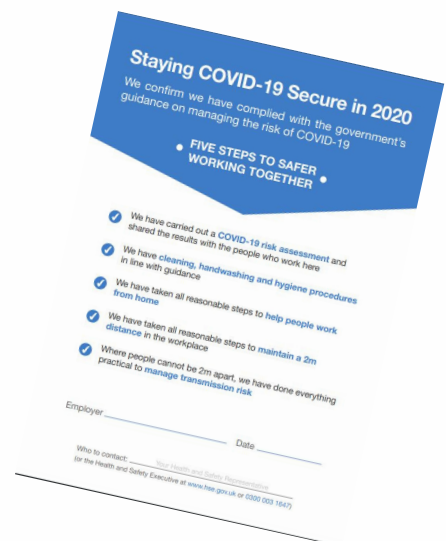 Staying COVID-19 Secure in 2020
We confirm we have complied with the government's
guidance on managing the risk of COVID-19
• FIVE STEPS TO SAFER
WORKING TOGETHER •
We have carried out a COVID-19 risk assessment and
shared the results with the people who work here
We have cleaning, handwashing and hygiene procedures
in line with guidance
We have taken all reasonable steps to help people work
from home
We have taken all reasonable steps to maintain a 2m
distance in the workplace
Where people cannot be 2m apart, we have done everything
practical to manage transmission risk
Employer Date
Who to contact: Your Health and Safety Representative
(or the Health and Safety Executive at www.hse.gov.uk or 0300 003 1647)